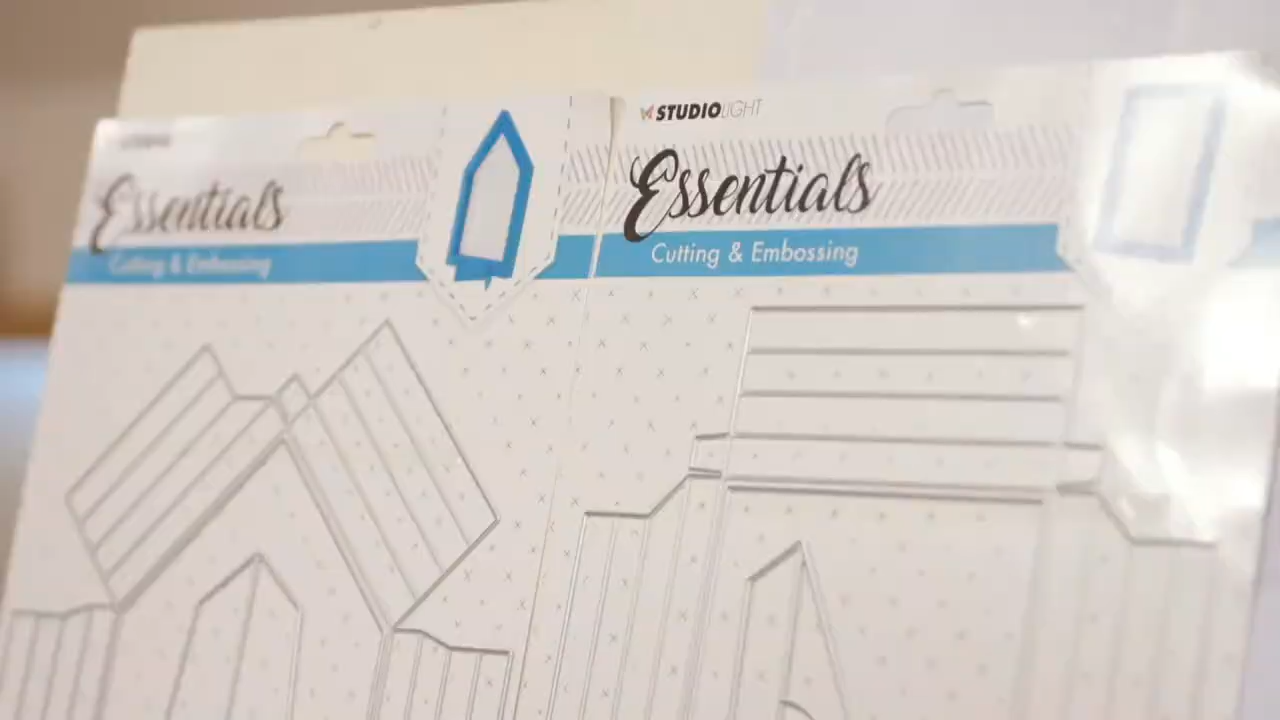 Essentials
Cutting & Embossing
STUDIOLIGHT
Essentials
Cutting & Embossing